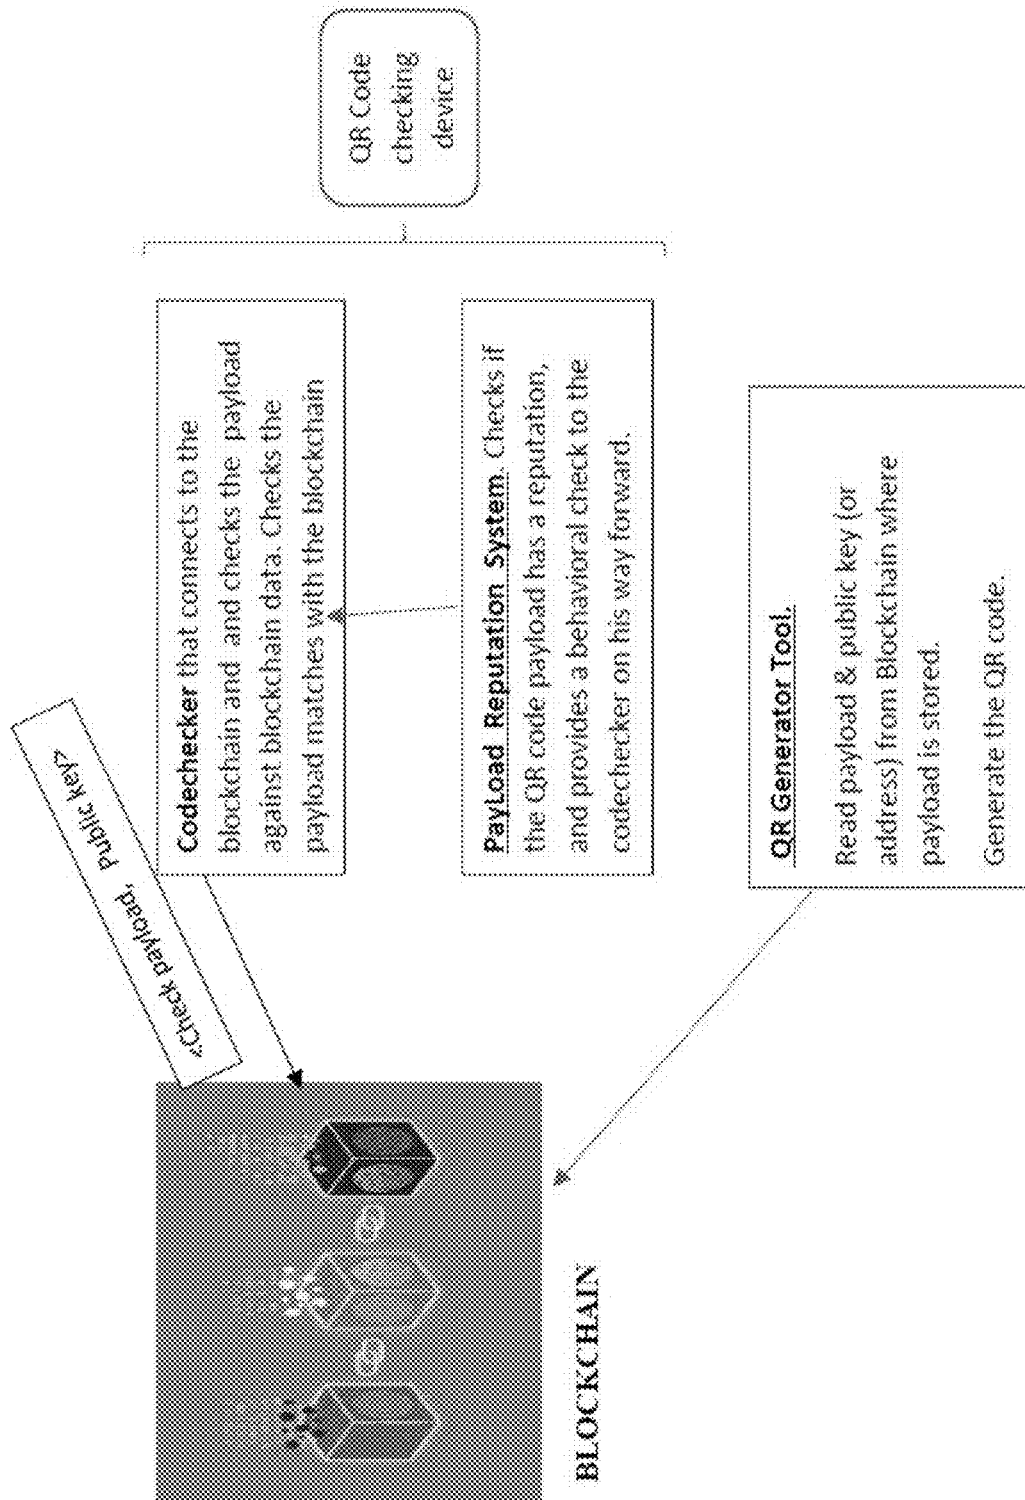 <Check payload, Public key>
Codechecker that connects to the
blockchain and and checks the payload
against blockchain data. Checks the
payload matches with the blockchain
QR Code
checking
device
PayLoad Reputation System. Checks if
the QR code payload has a reputation,
and provides a behavioral check to the
codechecker on his way forward.
BLOCKCHAIN
QR Generator Tool.
Read payload & public key (or
address) from Blockchain where
payload is stored.
Generate the QR code.